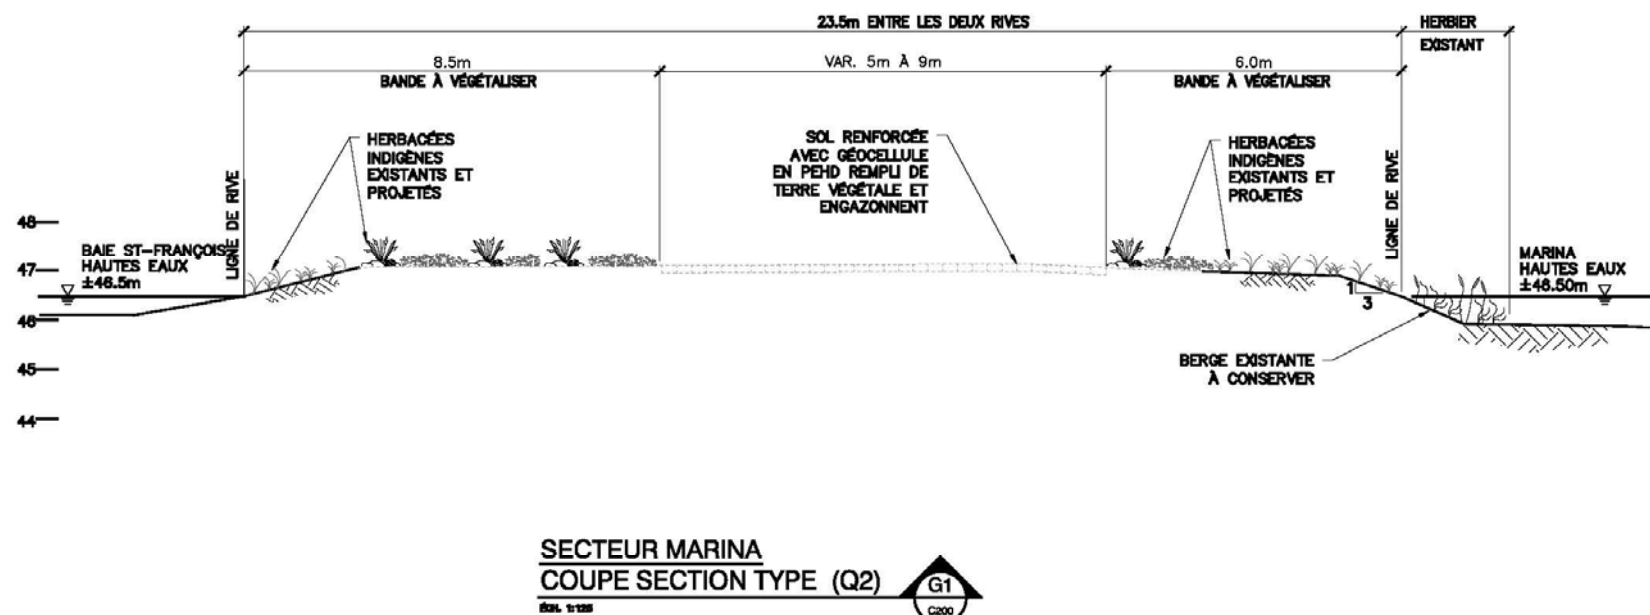 23.5m ENTRE LES DEUX RIVES
HERBIER
EXISTANT
8.5m
BANDE À VÉGÉTALISER
VAR. 5m À 9m
6.0m
BANDE À VÉGÉTALISER
HERBACÉES
INDIGÈNES
EXISTANTS ET
PROJETÉS
SOL RENFORCÉE
AVEC GÉOCELLULE
EN PEHD REMPLI DE
TERRE VÉGÉTALE ET
ENGAZONNENT
HERBACÉES
INDIGÈNES
EXISTANTS ET
PROJETÉS
LIGNE DE RIVE
LIGNE DE RIVE
48
47
46
45
44
BAIE ST-FRANÇOIS
HAUTES EAUX
±46.5m
MARINA
HAUTES EAUX
±46.50m
1
3
BERGE EXISTANTE
À CONSERVER
SECTEUR MARINA
COUPE SECTION TYPE (Q2)
ÉCH. 1:125
G1
C200